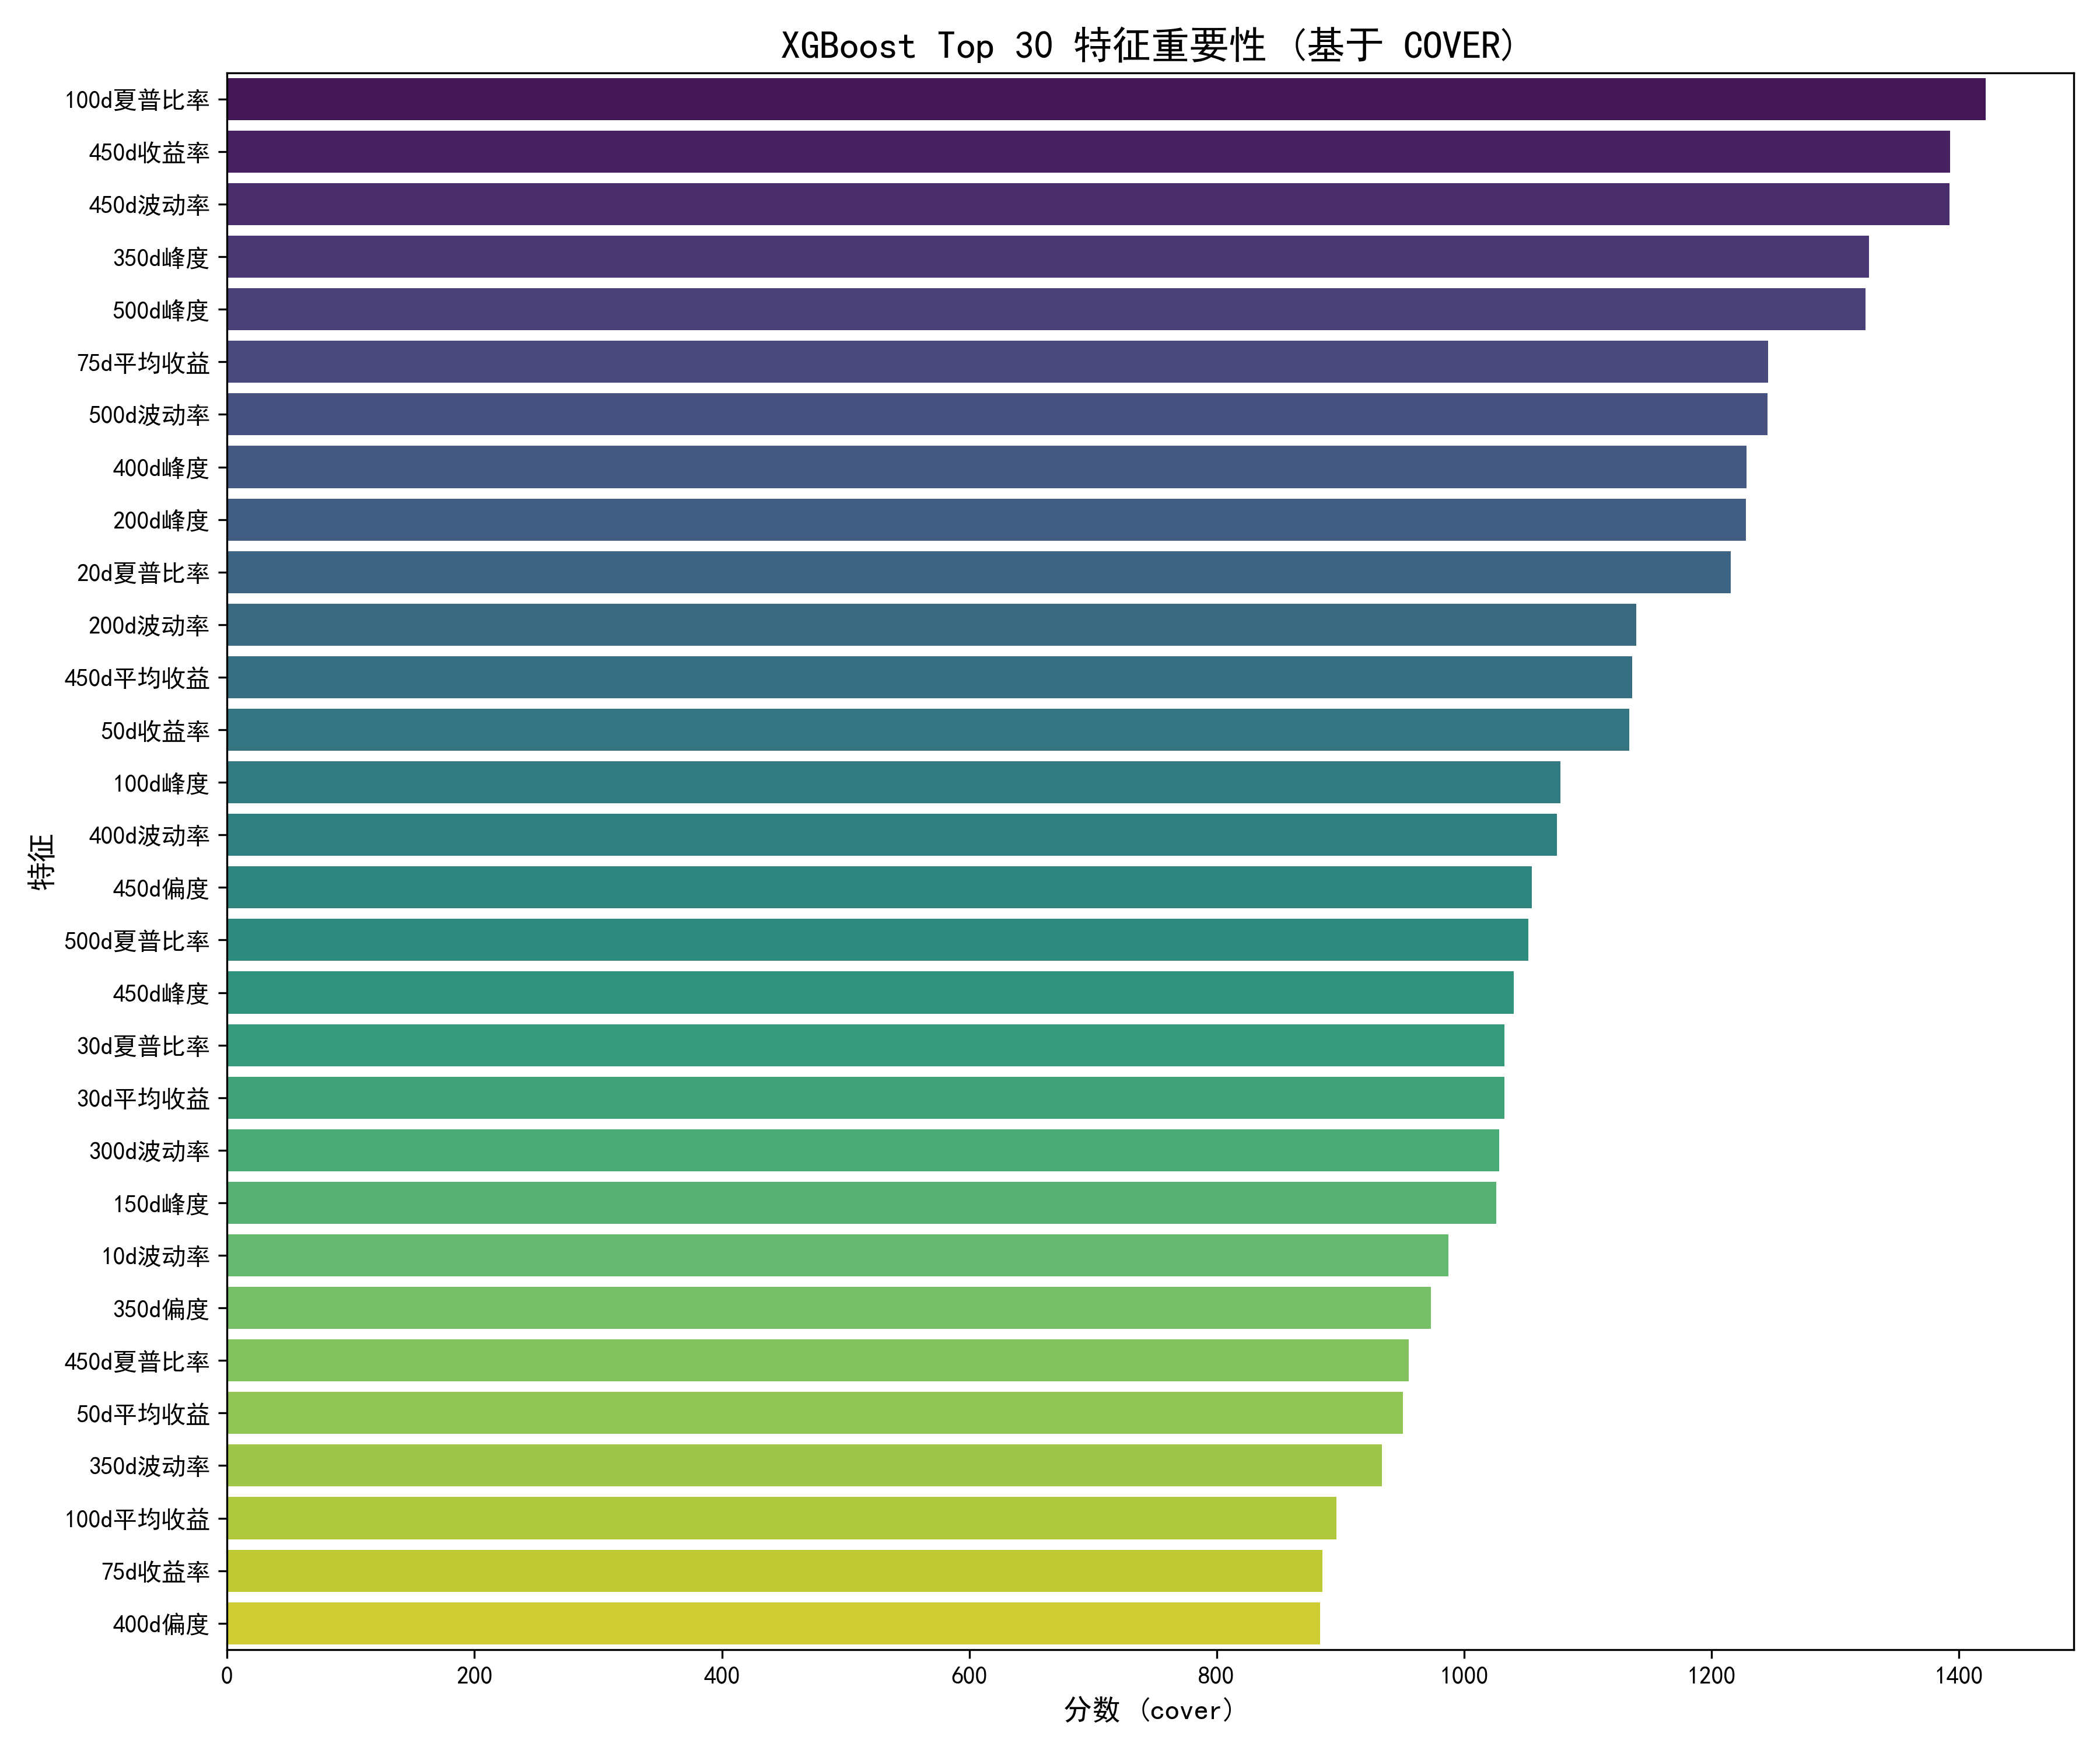 XGBoost Top 30 特征重要性 (基于 COVER)
100d夏普比率
450d收益率
450d波动率
350d峰度
500d峰度
75d平均收益
500d波动率
400d峰度
200d峰度
20d夏普比率
200d波动率
450d平均收益
50d收益率
100d峰度
400d波动率
450d偏度
500d夏普比率
450d峰度
30d夏普比率
30d平均收益
300d波动率
150d峰度
10d波动率
350d偏度
450d夏普比率
50d平均收益
350d波动率
100d平均收益
75d收益率
400d偏度
特征
0 200 400 600 800 1000 1200 1400
分数 (cover)